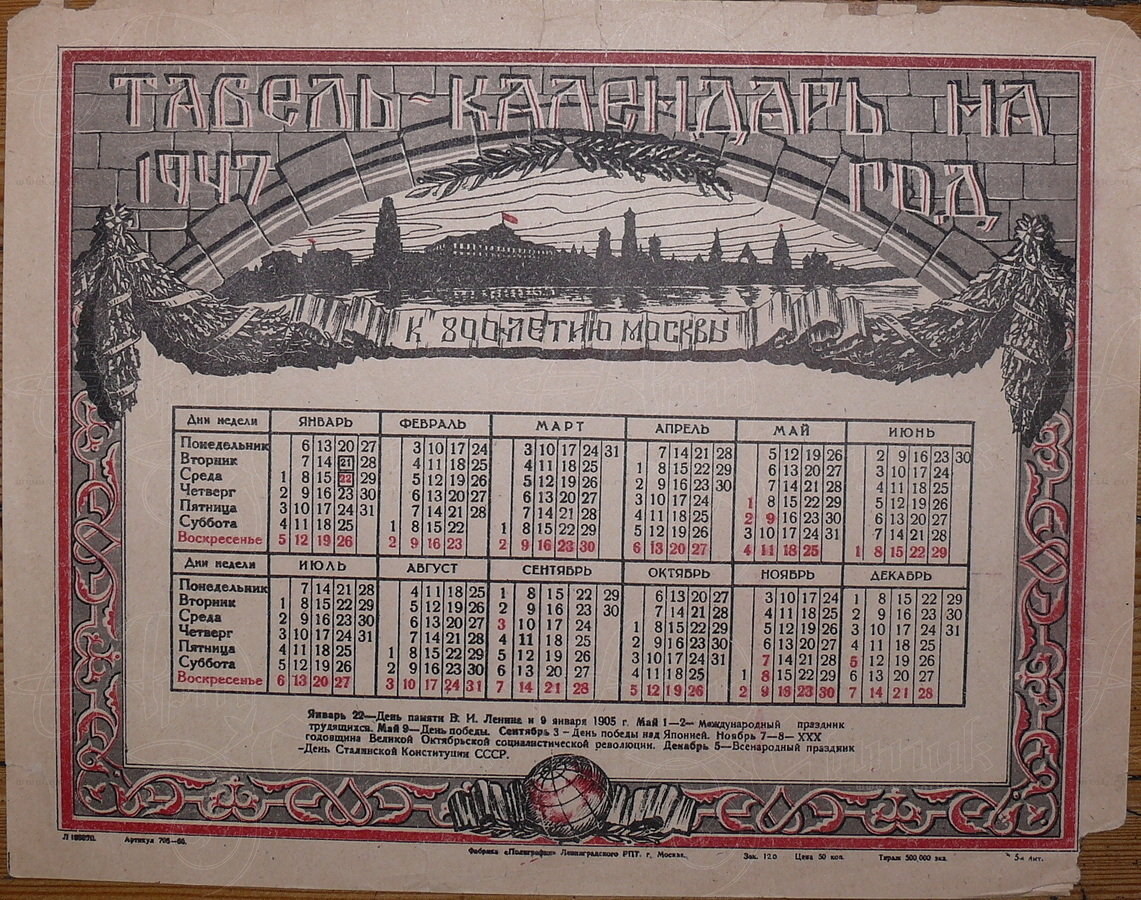 ТАБЕЛЬ-КАЛЕНДАРЬ НА
1947 ГОД
К 800-ЛЕТИЮ МОСКВЫ
Дни недели ЯНВАРЬ ФЕВРАЛЬ МАРТ АПРЕЛЬ МАЙ ИЮНЬ
Понедельник 6 13 20 27 3 10 17 24 3 10 17 24 31 7 14 21 28 5 12 19 26 2 9 16 23 30
Вторник 7 14 21 28 4 11 18 25 4 11 18 25 1 8 15 22 29 6 13 20 27 3 10 17 24
Среда 1 8 15 22 29 5 12 19 26 5 12 19 26 2 9 16 23 30 7 14 21 28 4 11 18 25
Четверг 2 9 16 23 30 6 13 20 27 6 13 20 27 3 10 17 24 1 8 15 22 29 5 12 19 26
Пятница 3 10 17 24 31 7 14 21 28 7 14 21 28 4 11 18 25 2 9 16 23 30 6 13 20 27
Суббота 4 11 18 25 1 8 15 22 1 8 15 22 29 5 12 19 26 3 10 17 24 31 7 14 21 28
Воскресенье 5 12 19 26 2 9 16 23 2 9 16 23 30 6 13 20 27 4 11 18 25 1 8 15 22 29
Дни недели ИЮЛЬ АВГУСТ СЕНТЯБРЬ ОКТЯБРЬ НОЯБРЬ ДЕКАБРЬ
Понедельник 7 14 21 28 4 11 18 25 1 8 15 22 29 6 13 20 27 3 10 17 24 1 8 15 22 29
Вторник 1 8 15 22 29 5 12 19 26 2 9 16 23 30 7 14 21 28 4 11 18 25 2 9 16 23 30
Среда 2 9 16 23 30 6 13 20 27 3 10 17 24 1 8 15 22 29 5 12 19 26 3 10 17 24 31
Четверг 3 10 17 24 31 7 14 21 28 4 11 18 25 2 9 16 23 30 6 13 20 27 4 11 18 25
Пятница 4 11 18 25 1 8 15 22 29 5 12 19 26 3 10 17 24 31 7 14 21 28 5 12 19 26
Суббота 5 12 19 26 2 9 16 23 30 6 13 20 27 4 11 18 25 1 8 15 22 29 6 13 20 27
Воскресенье 6 13 20 27 3 10 17 24 31 7 14 21 28 5 12 19 26 2 9 16 23 30 7 14 21 28
Январь 22—День памяти В. И. Ленина и 9 января 1905 г. Май 1—2— Международный праздник
трудящихся. Май 9—День победы. Сентябрь 3 – День победы над Японией. Ноябрь 7—8— XXX
годовщина Великой Октябрьской социалистической революции. Декабрь 5—Всенародный праздник
-День Сталинской Конституции СССР.
Артикул 706—66.
Фабрика «Полиграфия» Ленинградского РПТ. г. Москва. Зак. 120 Цена 50 коп. Тираж 500,000 экз. 5-й лит.